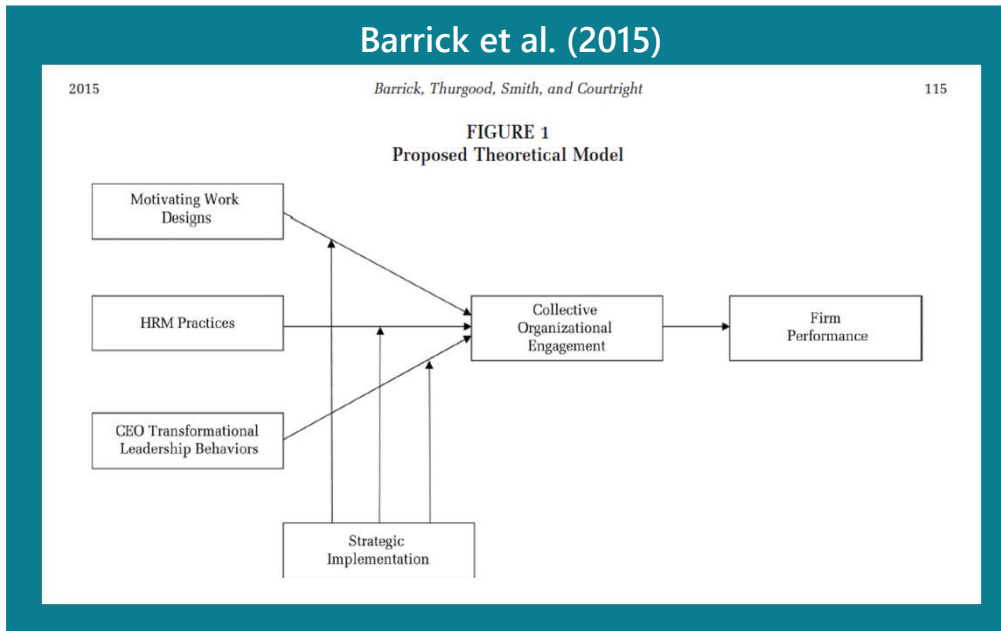 Barrick et al. (2015)
2015
Barrick, Thurgood, Smith, and Courtright
115
FIGURE 1
Proposed Theoretical Model
Motivating Work
Designs
HRM Practices
CEO Transformational
Leadership Behaviors
Collective
Organizational
Engagement
Firm
Performance
Strategic
Implementation